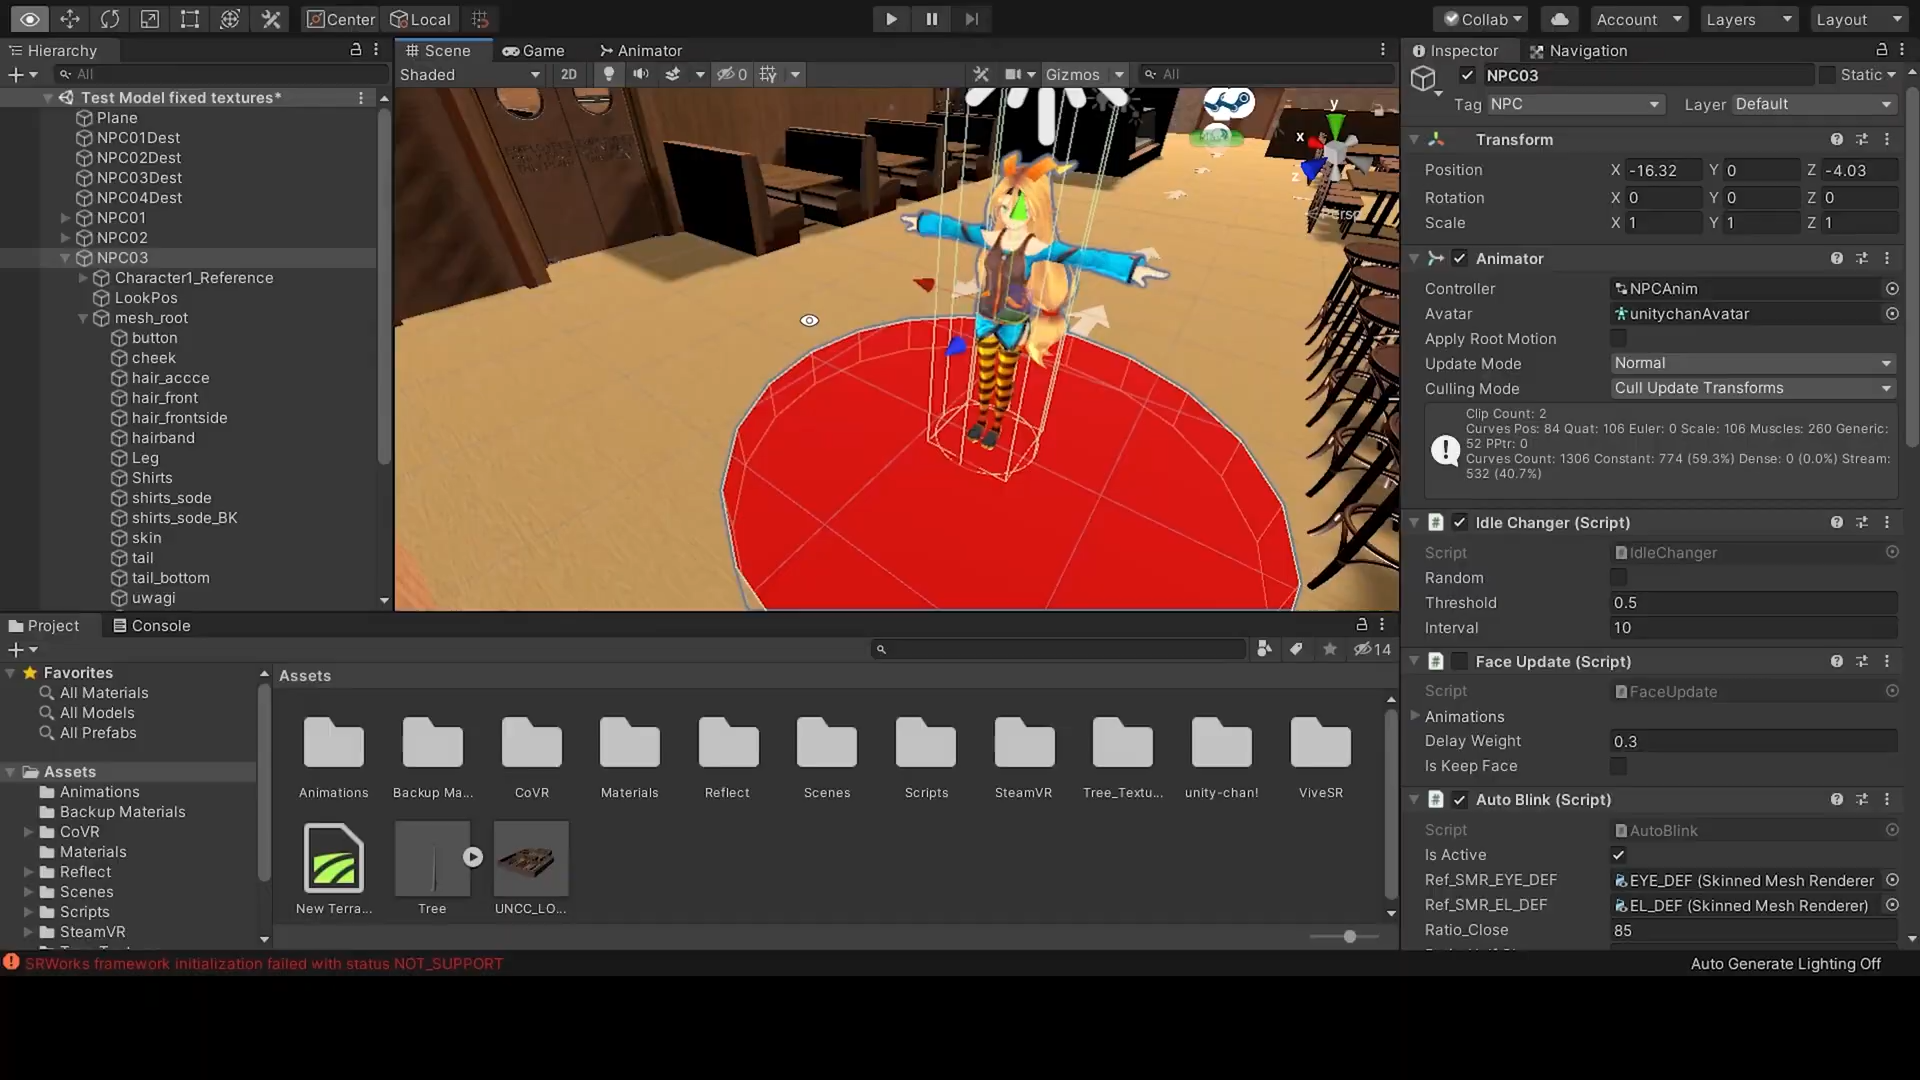 Center
Local
Collab
Account
Layers
Layout
Hierarchy
All
Test Model fixed textures*
Plane
NPC01Dest
NPC02Dest
NPC03Dest
NPC04Dest
NPC01
NPC02
NPC03
Character1_Reference
LookPos
mesh_root
button
cheek
hair_accce
hair_front
hair_frontside
hairband
Leg
Shirts
shirts_sode
shirts_sode_BK
skin
tail
tail_bottom
uwagi
Scene
Game
Animator
Shaded
2D
0
Gizmos
All
y
x
z
Persp
Inspector
Navigation
NPC03
Static
Tag NPC
Layer Default
Transform
Position X -16.32 Y 0 Z -4.03
Rotation X 0 Y 0 Z 0
Scale X 1 Y 1 Z 1
Animator
Controller NPCAnim
Avatar unitychanAvatar
Apply Root Motion
Update Mode Normal
Culling Mode Cull Update Transforms
Clip Count: 2
Curves Pos: 84 Quat: 106 Euler: 0 Scale: 106 Muscles: 260 Generic:
52 PPtr: 0
Curves Count: 1306 Constant: 774 (59.3%) Dense: 0 (0.0%) Stream:
532 (40.7%)
Idle Changer (Script)
Script IdleChanger
Random
Threshold 0.5
Interval 10
Face Update (Script)
Script FaceUpdate
Animations
Delay Weight 0.3
Is Keep Face
Auto Blink (Script)
Script AutoBlink
Is Active
Ref_SMR_EYE_DEF EYE_DEF (Skinned Mesh Renderer
Ref_SMR_EL_DEF EL_DEF (Skinned Mesh Renderer)
Ratio_Close 85
Project
Console
14
Favorites
All Materials
All Models
All Prefabs
Assets
Animations
Backup Materials
CoVR
Materials
Reflect
Scenes
Scripts
SteamVR
Assets
Animations
Backup Ma...
CoVR
Materials
Reflect
Scenes
Scripts
SteamVR
Tree_Textu...
unity-chan!
ViveSR
New Terra...
Tree
UNCC_LO...
SRWorks framework initialization failed with status NOT_SUPPORT
Auto Generate Lighting Off